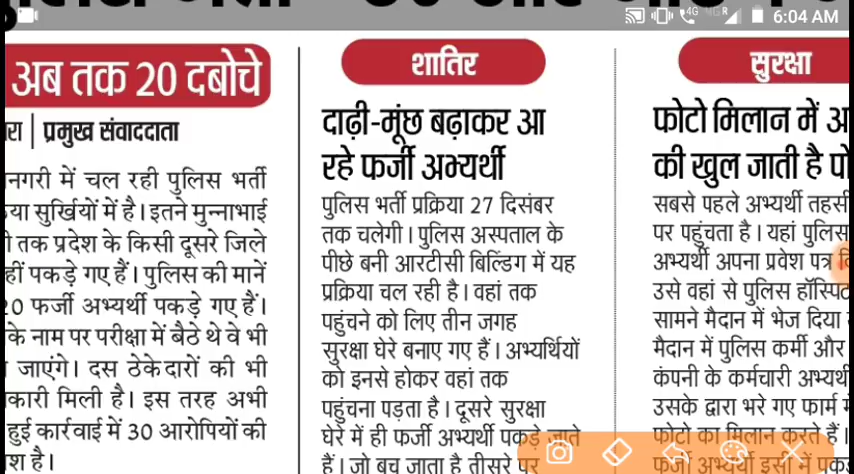 6:04 AM
अब तक 20 दबोचे
प्रमुख संवाददाता
में चल रही पुलिस भर्ती
सुर्खियों में है। इतने मुन्नाभाई
तक प्रदेश के किसी दूसरे जिले
पकड़े गए हैं। पुलिस की मानें
20 फर्जी अभ्यर्थी पकड़े गए हैं।
के नाम पर परीक्षा में बैठे थे वे भी
जाएंगे। दस ठेकेदारों की भी
मिली है। इस तरह अभी
हुई कार्रवाई में 30 आरोपियों की
है।
शातिर
दाढ़ी-मूंछ बढ़ाकर आ
रहे फर्जी अभ्यर्थी
पुलिस भर्ती प्रक्रिया 27 दिसंबर
तक चलेगी। पुलिस अस्पताल के
पीछे बनी आरटीसी बिल्डिंग में यह
प्रक्रिया चल रही है। वहां तक
पहुंचने को लिए तीन जगह
सुरक्षा घेरे बनाए गए हैं। अभ्यर्थियों
को इनसे होकर वहां तक
पहुंचना पड़ता है। दूसरे सुरक्षा
घेरे में ही फर्जी अभ्यर्थी पकड़े जाते
हैं। जो बच जाता है तीसरे पर
सुरक्षा
फोटो मिलान में
की खुल जाती है
सबसे पहले अभ्यर्थी
पर पहुंचता है। यहां पुलिस
अभ्यर्थी अपना प्रवेश पत्र
उसे वहां से पुलिस
सामने मैदान में भेज दिया
मैदान में पुलिस कर्मी और
कंपनी के कर्मचारी
उसके द्वारा भरे गए फार्म
फोटो का मिलान करते हैं।
फर्जी अभ्यर्थी इसी में